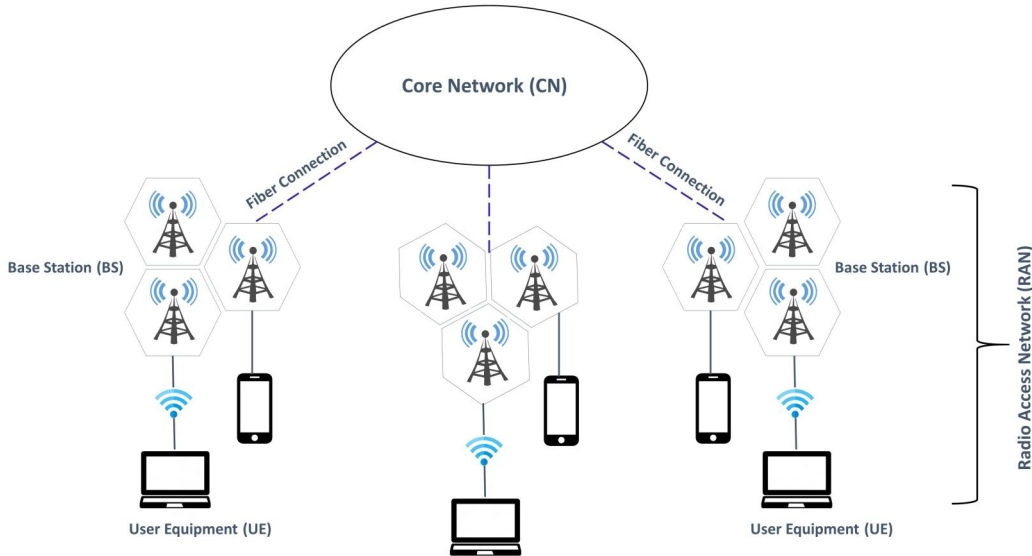 Core Network (CN)
Fiber Connection
Fiber Connection
Base Station (BS)
Base Station (BS)
Radio Access Network (RAN)
User Equipment (UE)
User Equipment (UE)